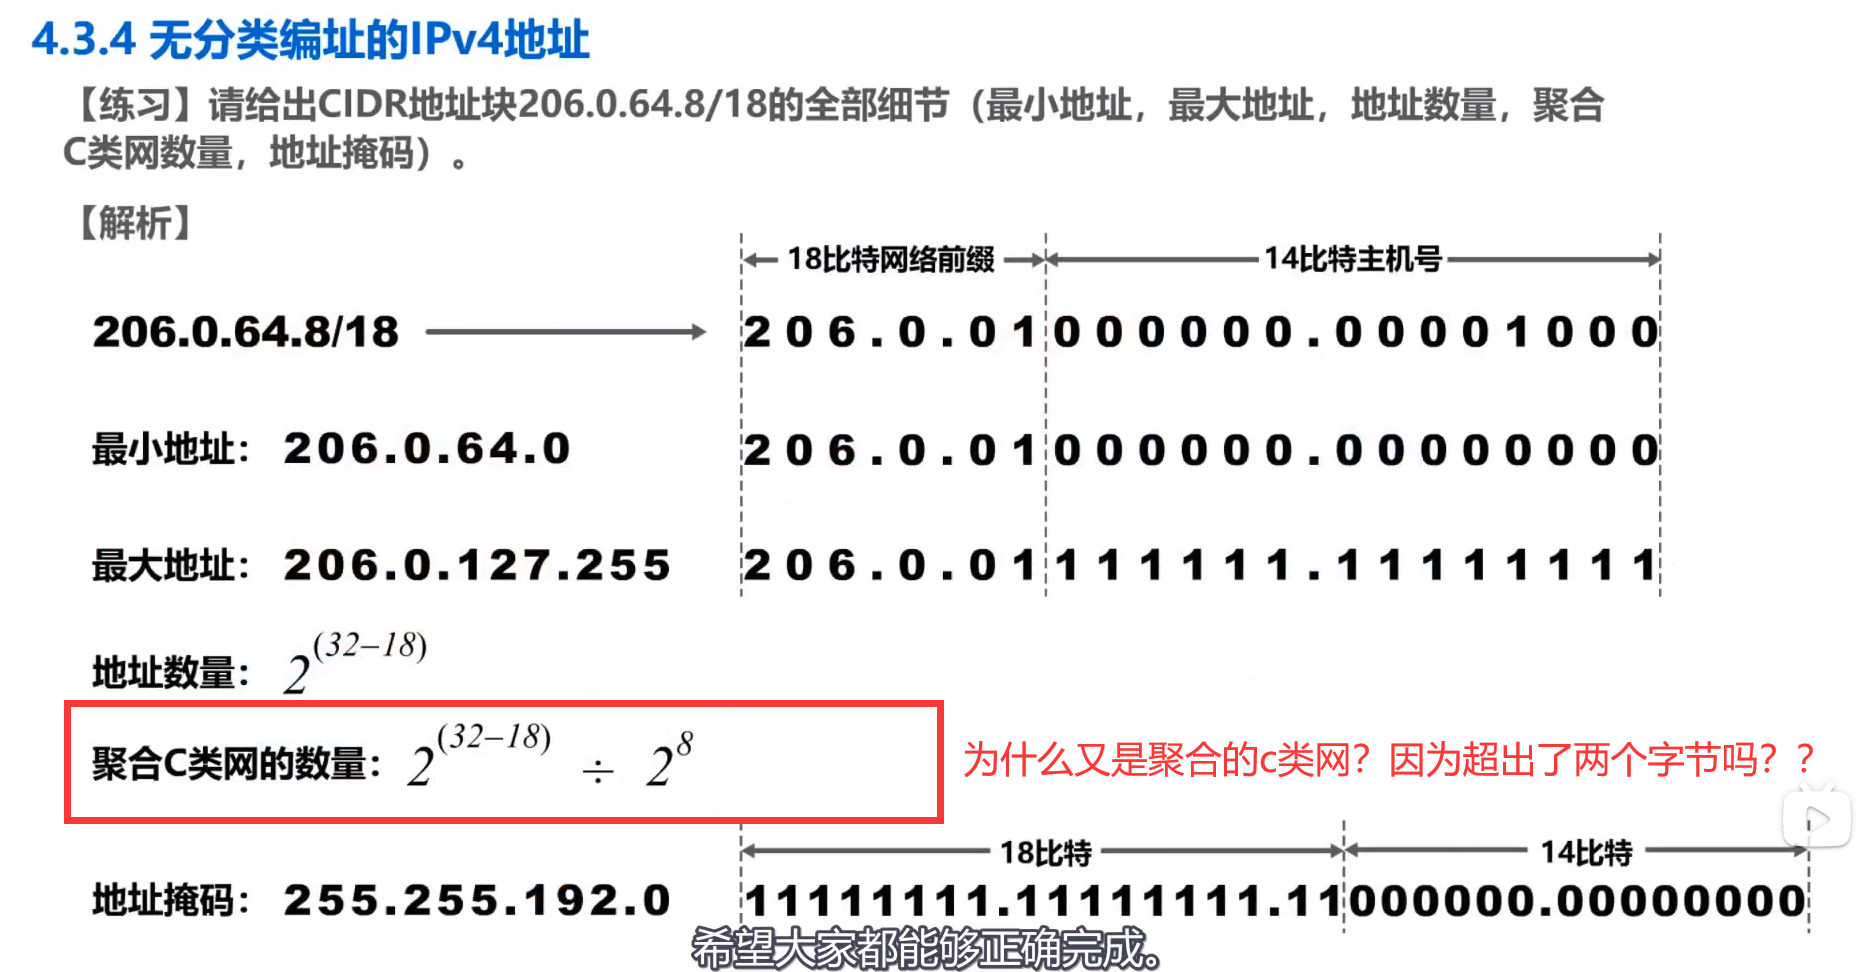 4.3.4 无分类编址的IPv4地址
【练习】请给出CIDR地址块206.0.64.8/18的全部细节（最小地址，最大地址，地址数量，聚合
C类网数量，地址掩码）。
【解析】
18比特网络前缀 14比特主机号
206.0.64.8/18 206.0.01000000.00001000
最小地址： 206.0.64.0 206.0.01000000.00000000
最大地址： 206.0.127.255 206.0.01111111.11111111
地址数量： 2^(32–18)
聚合C类网的数量： 2^(32–18) ÷ 2^8 为什么又是聚合的c类网？因为超出了两个字节吗？？
18比特 14比特
地址掩码： 255.255.192.0 11111111.11111111.11000000.00000000
希望大家都能够正确完成。